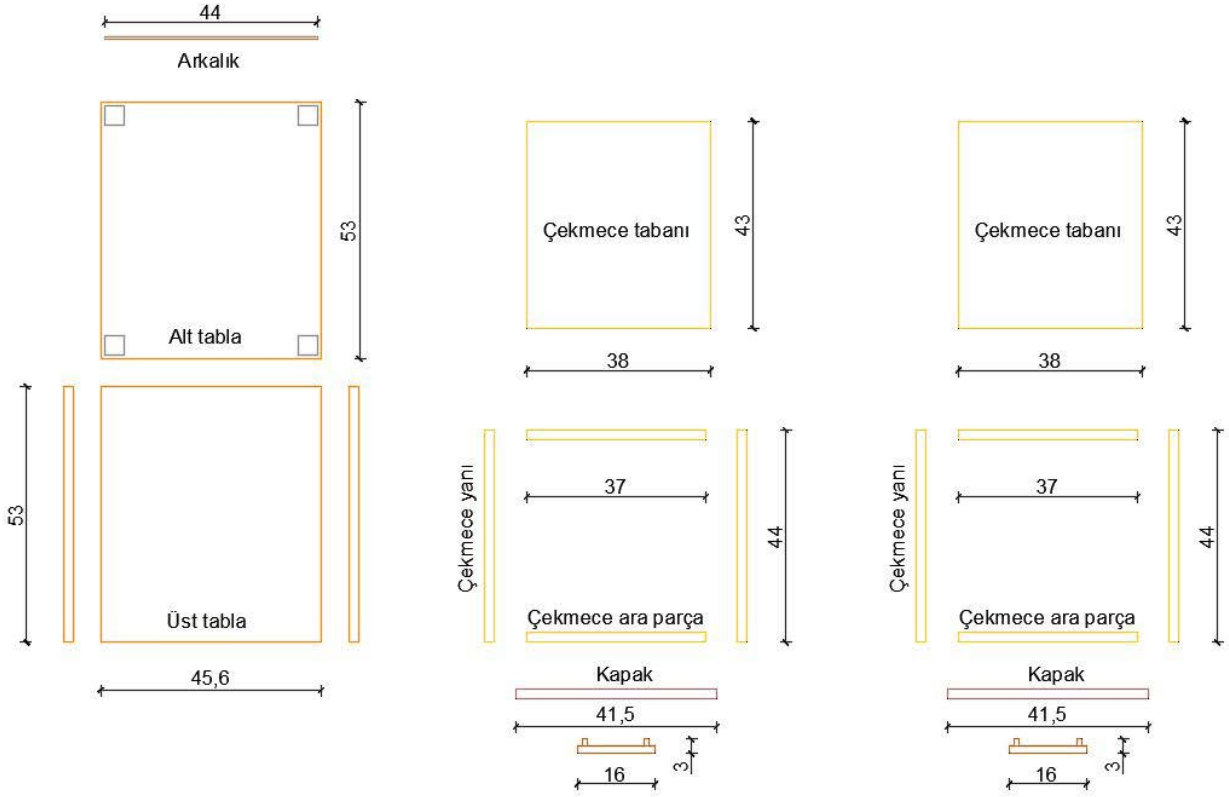 44
Arkalık
53
Alt tabla
53
Üst tabla
45,6
Çekmece tabanı
43
38
Çekmece yanı
37
44
Çekmece ara parça
Kapak
41,5
3
16
Çekmece tabanı
43
38
Çekmece yanı
37
44
Çekmece ara parça
Kapak
41,5
3
16